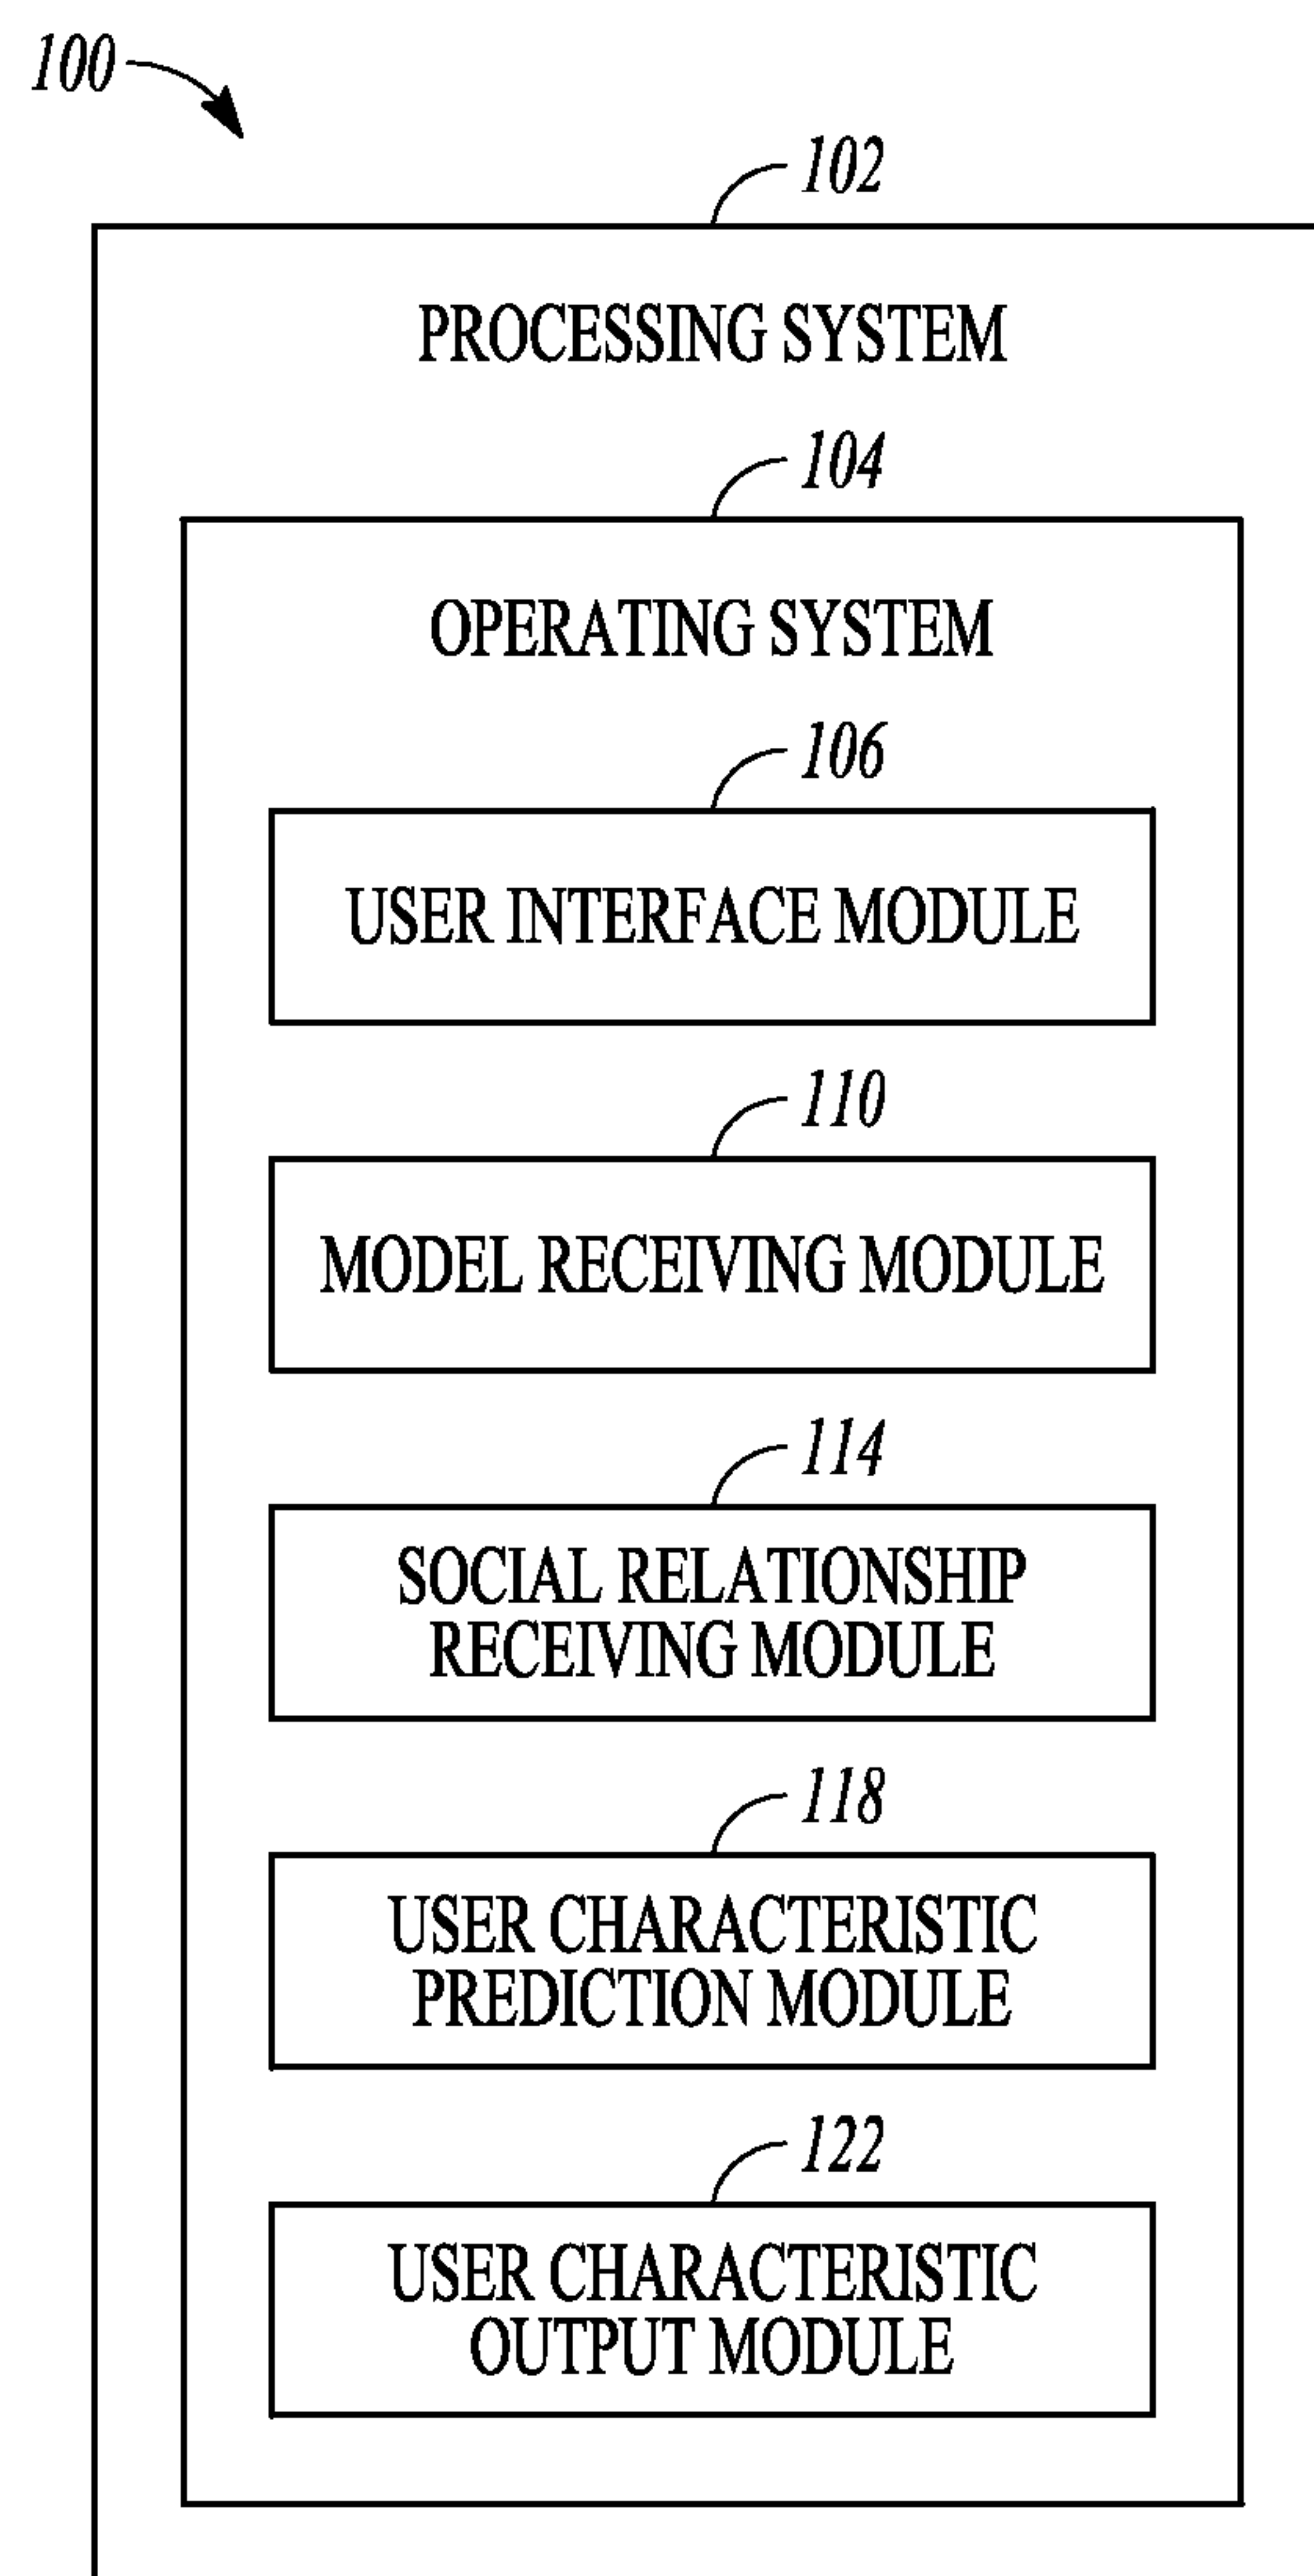 100
102
PROCESSING SYSTEM
104
OPERATING SYSTEM
106
USER INTERFACE MODULE
110
MODEL RECEIVING MODULE
114
SOCIAL RELATIONSHIP
RECEIVING MODULE
118
USER CHARACTERISTIC
PREDICTION MODULE
122
USER CHARACTERISTIC
OUTPUT MODULE